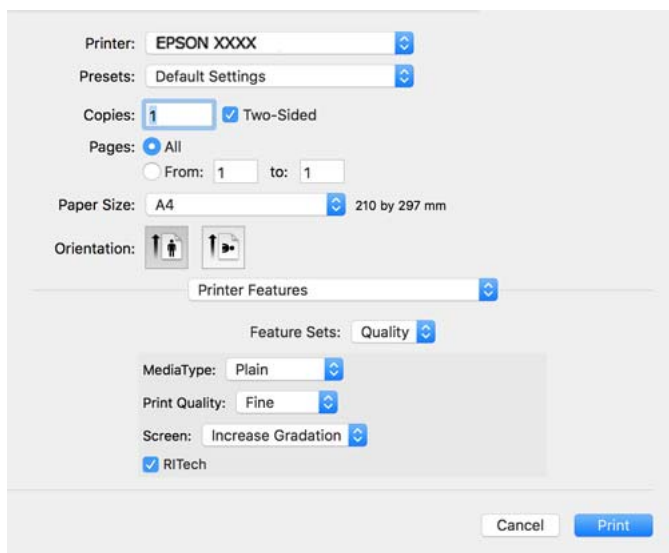 Printer: EPSON XXXX
Presets: Default Settings
Copies: 1 Two-Sided
Pages: All
From: 1 to: 1
Paper Size: A4 210 by 297 mm
Orientation:
Printer Features
Feature Sets: Quality
MediaType: Plain
Print Quality: Fine
Screen: Increase Gradation
RITech
Cancel Print